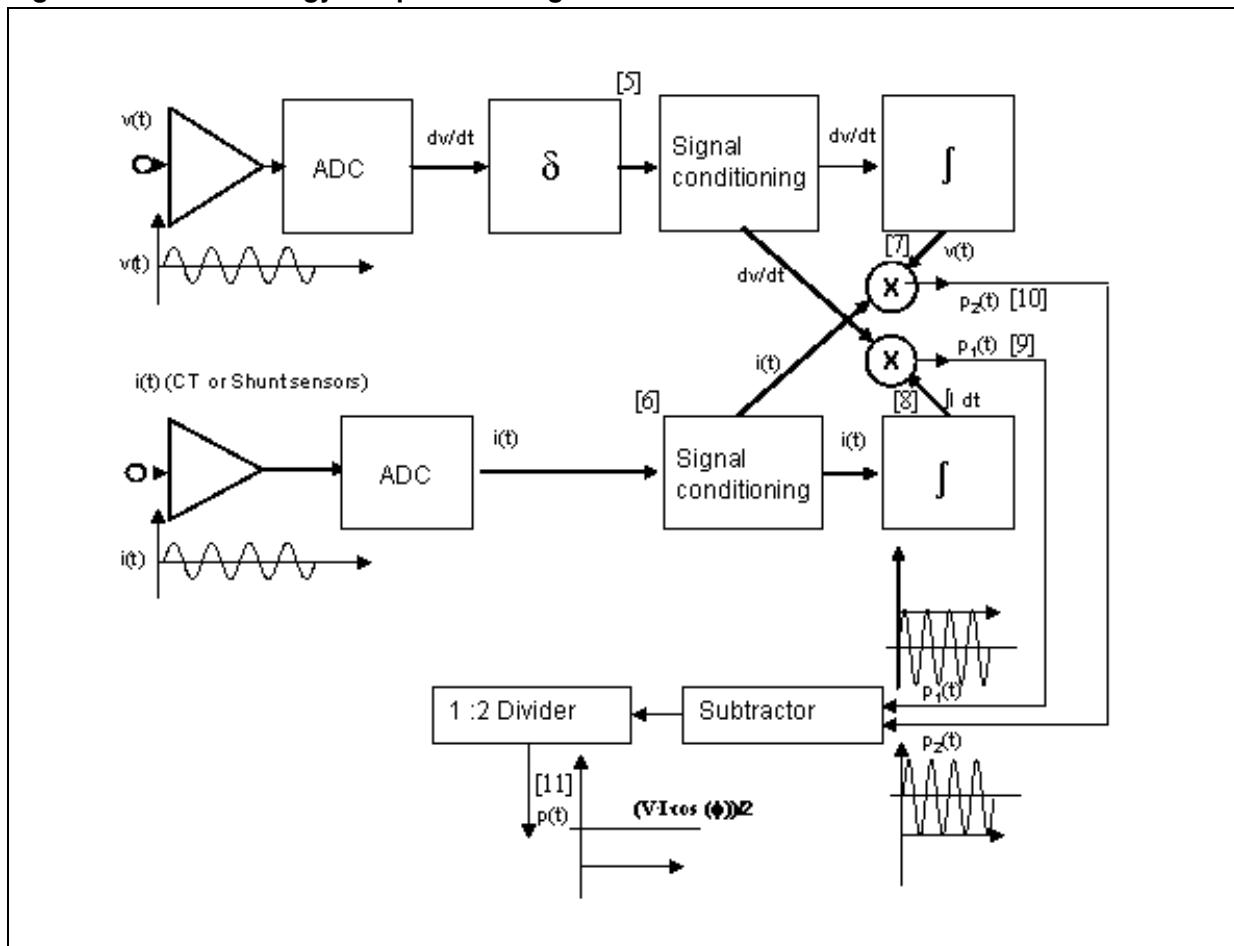 [5]
v(t)
ADC
dv/dt
δ
Signal
conditioning
dv/dt
∫
v(t)
dv/dt
[7]
v(t)
X
p2(t) [10]
X
p1(t) [9]
i(t)
i(t) (CT or Shunt sensors)
[6]
[8]
∫I dt
ADC
i(t)
Signal
conditioning
i(t)
∫
i(t)
p1(t)
1 :2 Divider
Subtractor
p2(t)
[11]
p(t)
(V·I·cos (ϕ))/2